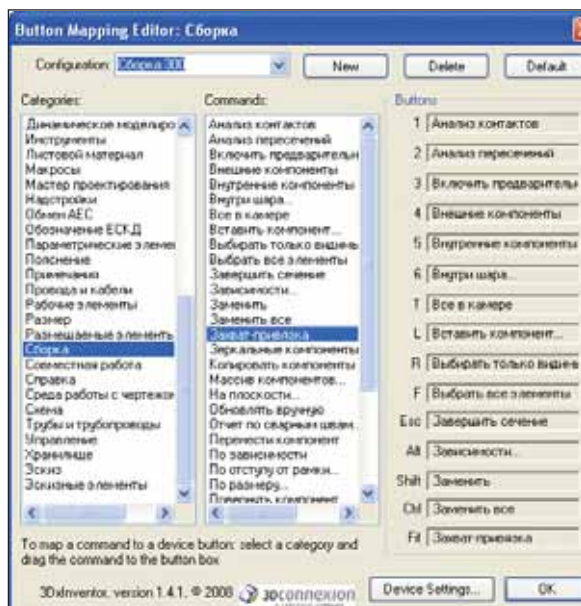 Button Mapping Editor: Сборка
Configuration: Сборка 300
New
Delete
Default
Categories:
Динамическое моделиро
Инструменты
Листовой материал
Макросы
Мастер проектирования
Надстройки
Обмен AEC
Обозначение ЕСКД
Параметрические элемен
Пояснение
Примечания
Провода и кабели
Рабочие элементы
Размер
Размещаемые элементь
Сборка
Совместная работа
Справка
Среда работы с чертежом
Схема
Трубы и трубопроводы
Управление
Хранилище
Эскиз
Эскизные элементы
Commands:
Анализ контактов
Анализ пересечений
Включить предварительн
Внешние компоненты
Внутренние компоненты
Внутри шара...
Все в камере
Вставить компонент...
Выбирать только видинь
Выбрать все элементы
Завершить сечение
Зависимости...
Заменить
Заменить все
Захват-привязка
Зеркальные компоненты
Копировать компоненты
Массив компонентов...
На плоскости...
Обновлять вручную
Отчет по сварным швам...
Перенести компонент
По зависимости
По отступу от рамки...
По размеру...
Повернуть компонент
Buttons
1 Анализ контактов
2 Анализ пересечений
3 Включить предварительн
4 Внешние компоненты
5 Внутренние компоненты
6 Внутри шара...
T Все в камере
L Вставить компонент...
R Выбирать только видинь
F Выбрать все элементы
Esc Завершить сечение
Alt Зависимости...
Shift Заменить
Ctrl Заменить все
Fit Захват-привязка
To map a command to a device button: select a category and
drag the command to the button box
3DxInventor, version 1.4.1, © 2008 3Dconnexion
Device Settings...
OK